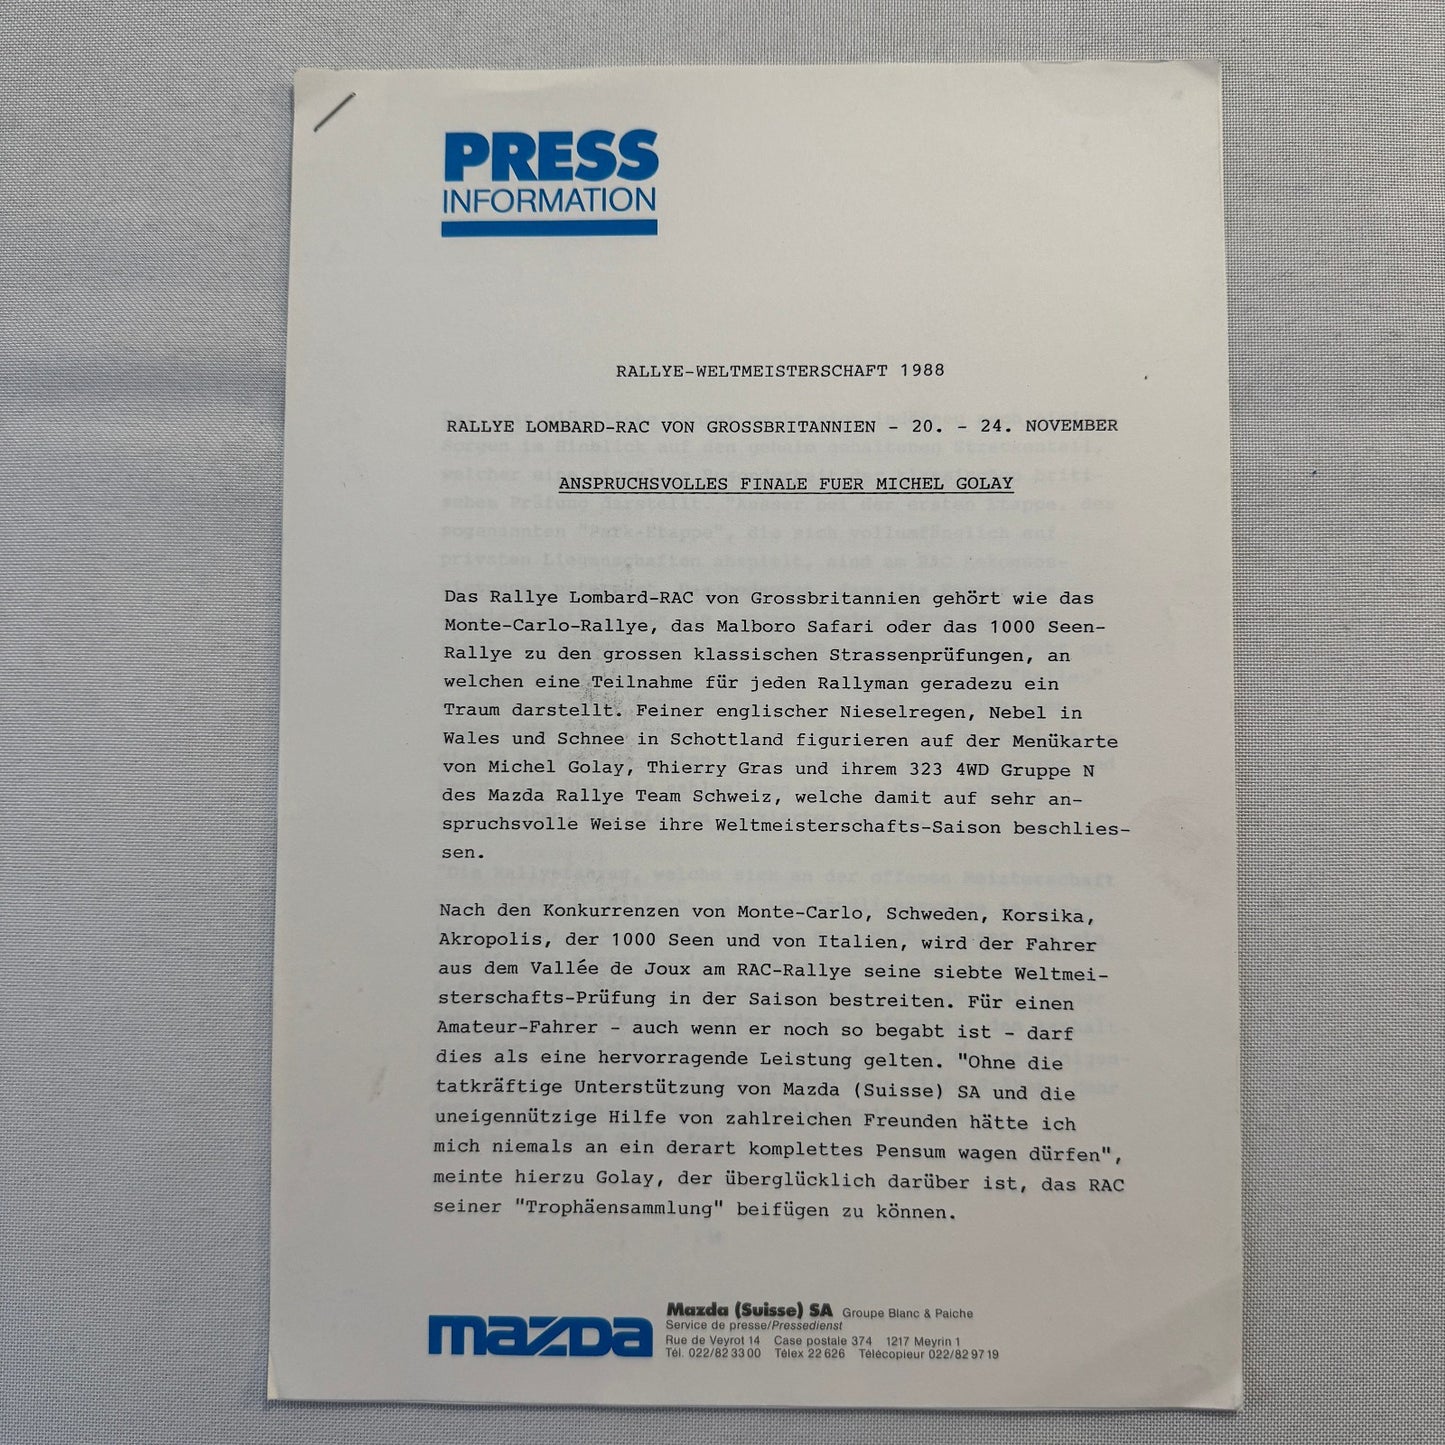 PRESS
INFORMATION
RALLYE-WELTMEISTERSCHAFT 1988
RALLYE LOMBARD-RAC VON GROSSBRITANNIEN - 20. - 24. NOVEMBER
ANSPRUCHSVOLLES FINALE FUER MICHEL GOLAY
Das Rallye Lombard-RAC von Grossbritannien gehört wie das
Monte-Carlo-Rallye, das Malboro Safari oder das 1000 Seen-
Rallye zu den grossen klassischen Strassenprüfungen, an
welchen eine Teilnahme für jeden Rallyman geradezu ein
Traum darstellt. Feiner englischer Nieselregen, Nebel in
Wales und Schnee in Schottland figurieren auf der Menükarte
von Michel Golay, Thierry Gras und ihrem 323 4WD Gruppe N
des Mazda Rallye Team Schweiz, welche damit auf sehr an-
spruchsvolle Weise ihre Weltmeisterschafts-Saison beschlies-
sen.
Nach den Konkurrenzen von Monte-Carlo, Schweden, Korsika,
Akropolis, der 1000 Seen und von Italien, wird der Fahrer
aus dem Vallée de Joux am RAC-Rallye seine siebte Weltmei-
sterschafts-Prüfung in der Saison bestreiten. Für einen
Amateur-Fahrer - auch wenn er noch so begabt ist - darf
dies als eine hervorragende Leistung gelten. "Ohne die
tatkräftige Unterstützung von Mazda (Suisse) SA und die
uneigennützige Hilfe von zahlreichen Freunden hätte ich
mich niemals an ein derart komplettes Pensum wagen dürfen",
meinte hierzu Golay, der überglücklich darüber ist, das RAC
seiner "Trophäensammlung" beifügen zu können.
mazda
Mazda (Suisse) SA Groupe Blanc & Paiche
Service de presse/Pressedienst
Rue de Veyrot 14 Case postale 374 1217 Meyrin 1
Tél. 022/82 33 00 Télex 22 626 Télécopieur 022/82 97 19